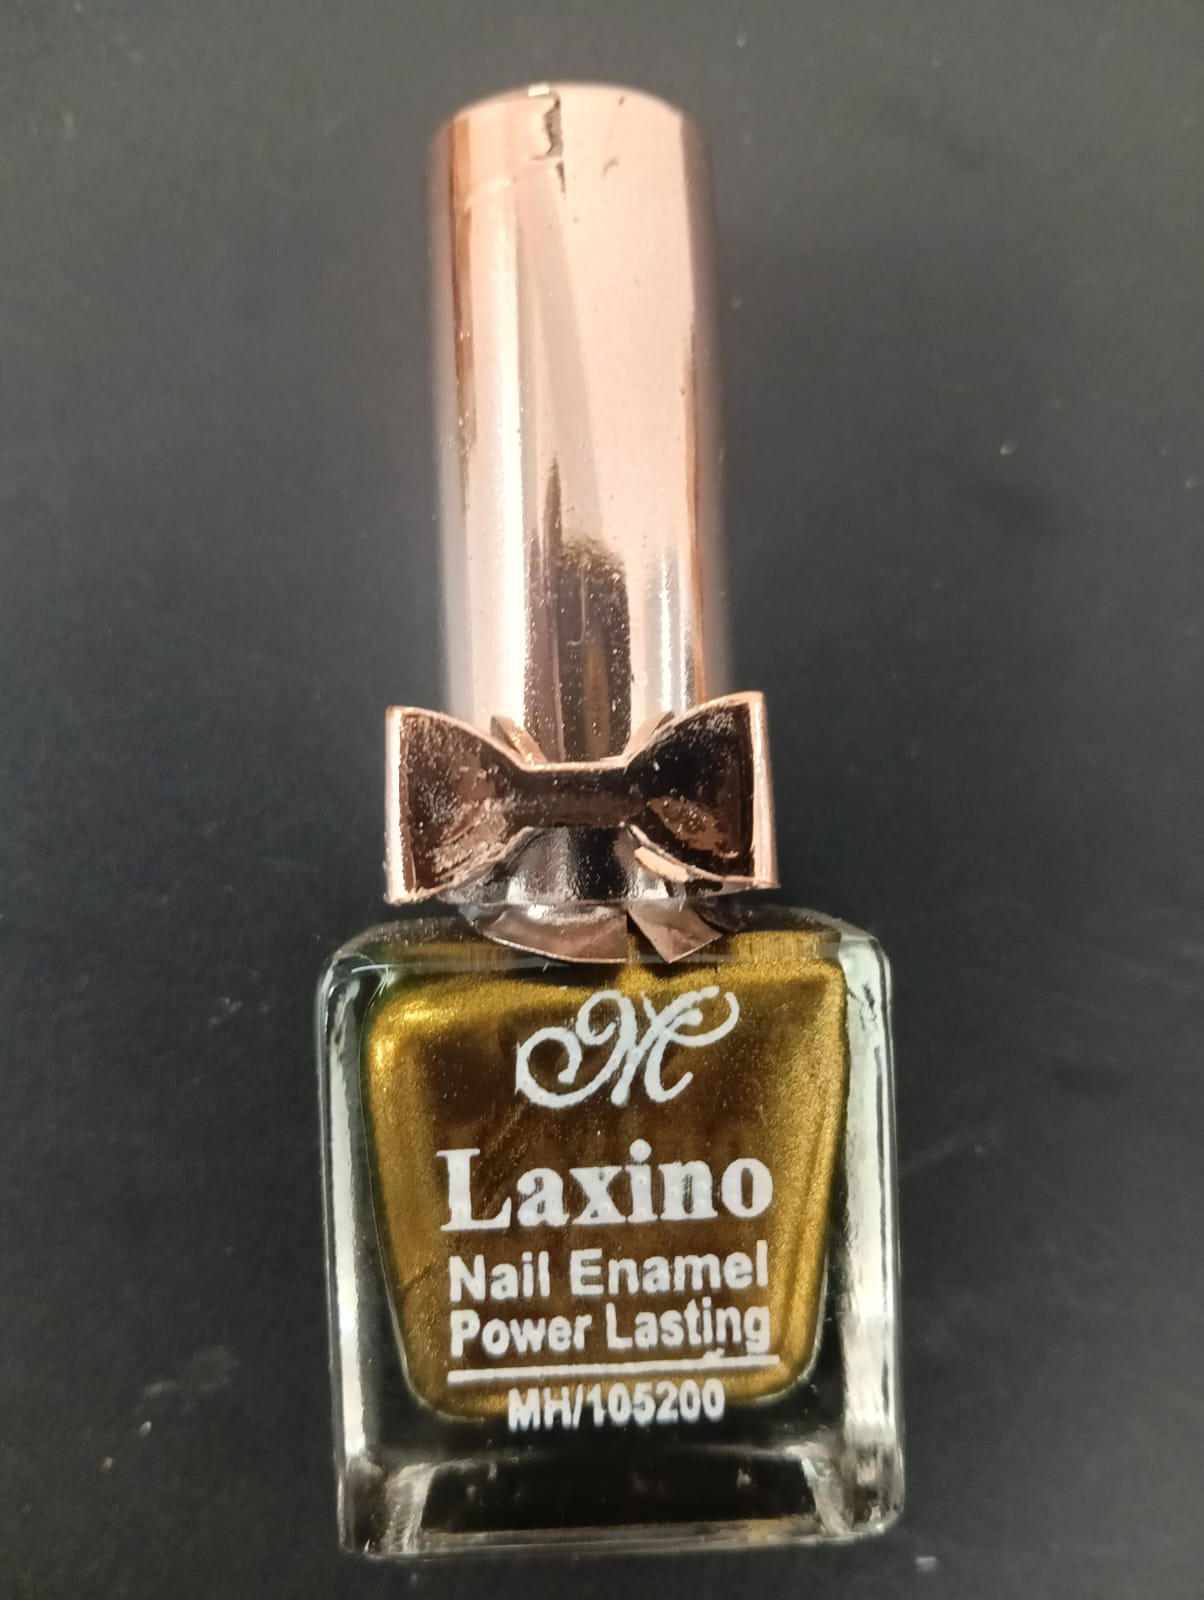 M
Laxino
Nail Enamel
Power Lasting
MH/105200